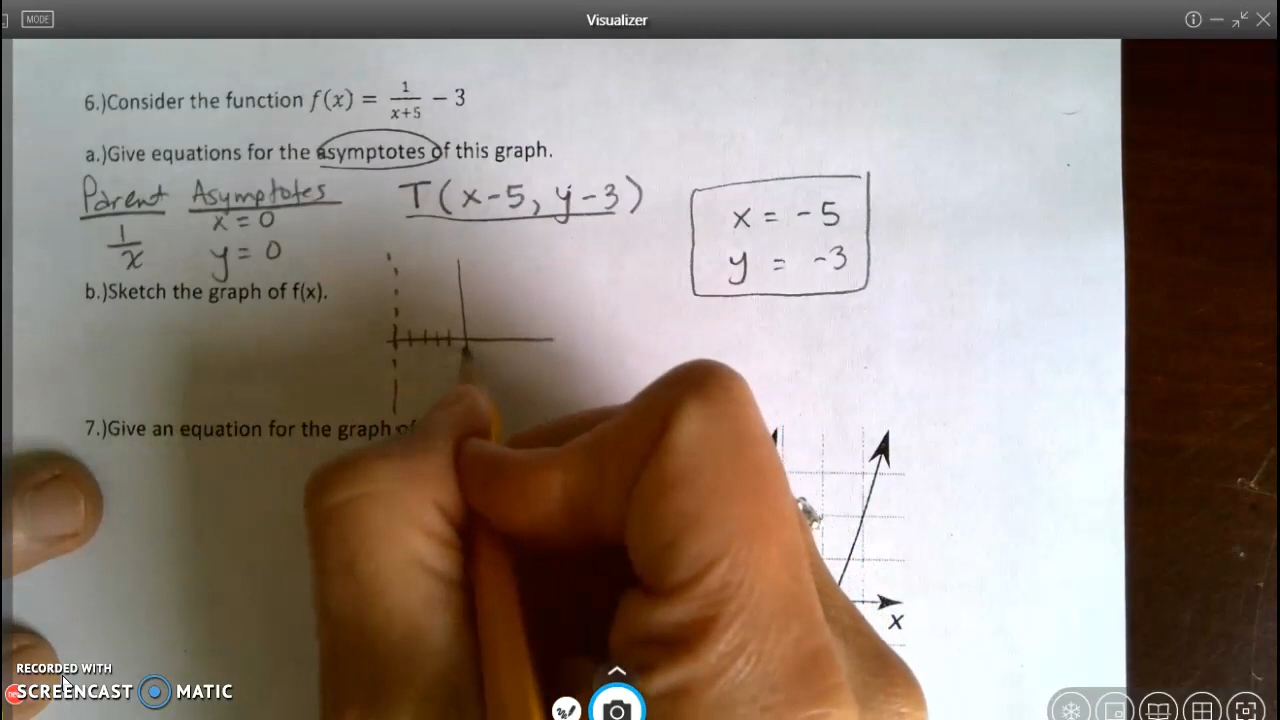 MODE
Visualizer
6.)Consider the function f(x) = 1/(x+5) − 3
a.)Give equations for the asymptotes of this graph.
Parent Asymptotes T(x-5, y-3)
1/x x = 0
y = 0
x = -5
y = -3
b.)Sketch the graph of f(x).
7.)Give an equation for the graph of
x
RECORDED WITH
SCREENCAST MATIC